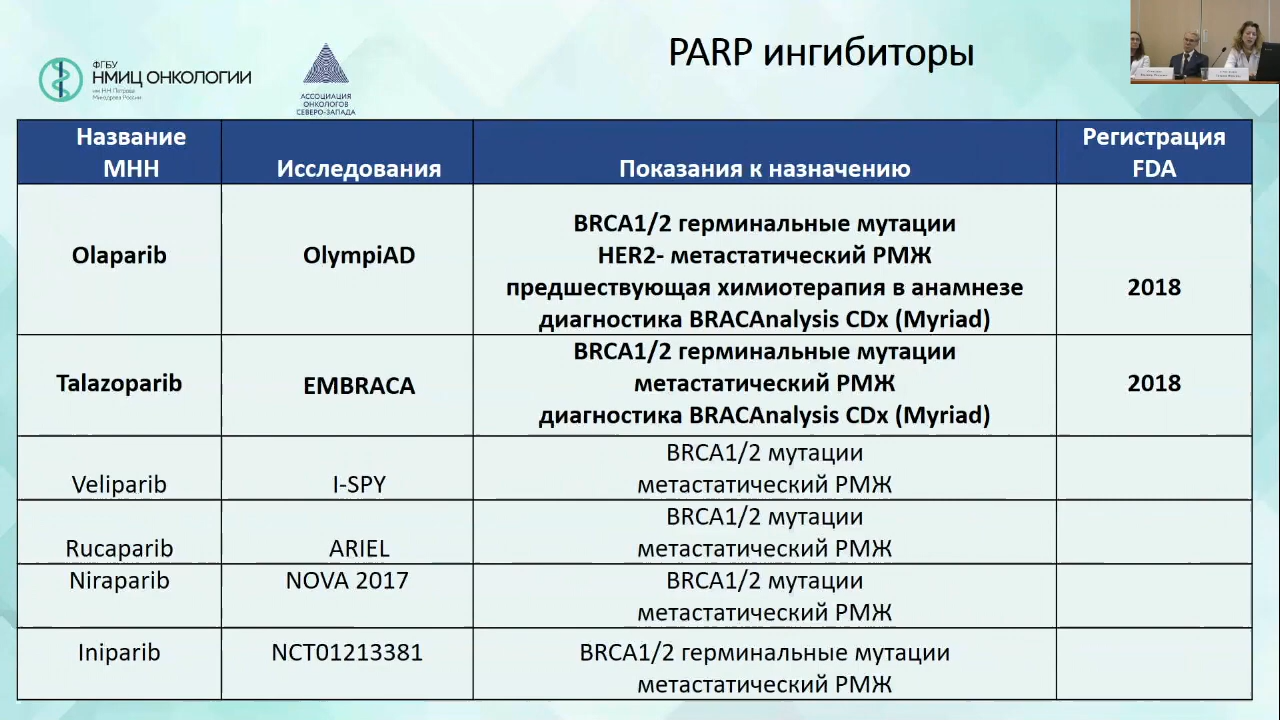 PARP ингибиторы
ФГБУ
НМИЦ ОНКОЛОГИИ
им Н.Н. Петрова
Минздрава России
АССОЦИАЦИЯ
ОНКОЛОГОВ
СЕВЕРО-ЗАПАДА
Название
МНН
Исследования
Показания к назначению
Регистрация
FDA
Olaparib
OlympiAD
BRCA1/2 герминальные мутации
HER2- метастатический РМЖ
предшествующая химиотерапия в анамнезе
диагностика BRACAnalysis CDx (Myriad)
2018
Talazoparib
EMBRACA
BRCA1/2 герминальные мутации
метастатический РМЖ
диагностика BRACAnalysis CDx (Myriad)
2018
Veliparib
I-SPY
BRCA1/2 мутации
метастатический РМЖ
Rucaparib
ARIEL
BRCA1/2 мутации
метастатический РМЖ
Niraparib
NOVA 2017
BRCA1/2 мутации
метастатический РМЖ
Iniparib
NCT01213381
BRCA1/2 герминальные мутации
метастатический РМЖ